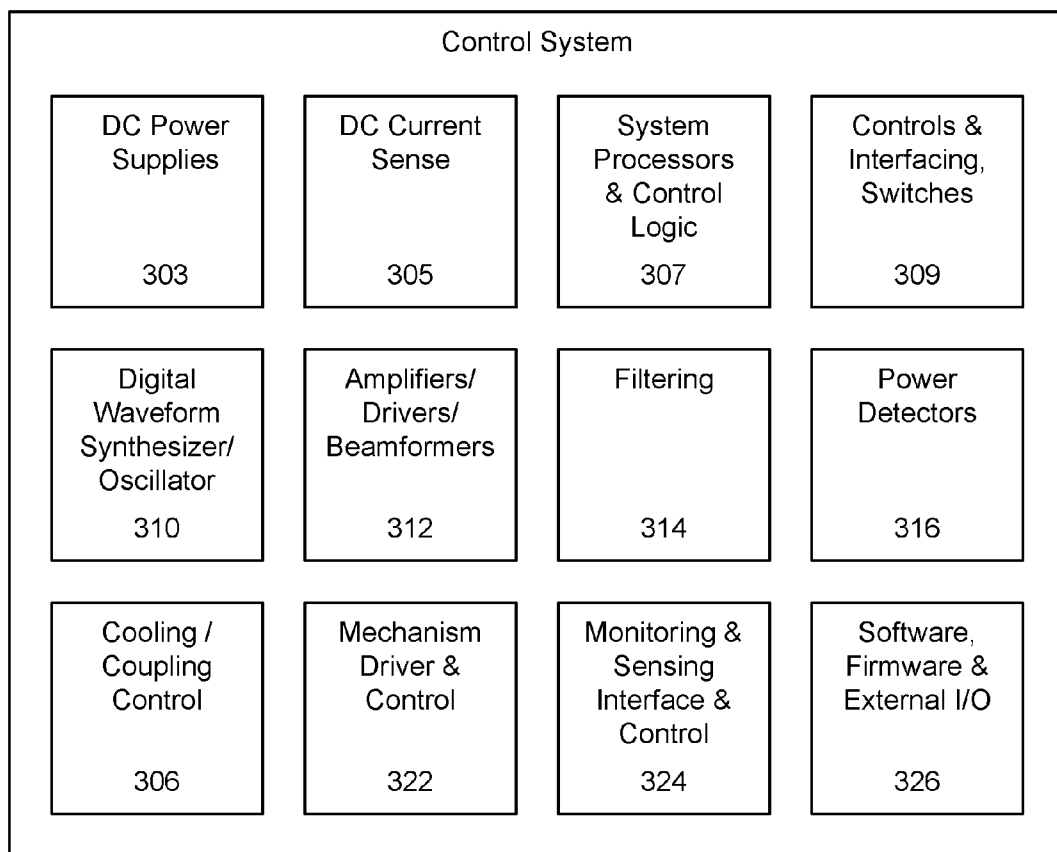 Control System
DC Power
Supplies
303
DC Current
Sense
305
System
Processors
& Control
Logic
307
Controls &
Interfacing,
Switches
309
Digital
Waveform
Synthesizer/
Oscillator
310
Amplifiers/
Drivers/
Beamformers
312
Filtering
314
Power
Detectors
316
Cooling /
Coupling
Control
306
Mechanism
Driver &
Control
322
Monitoring &
Sensing
Interface &
Control
324
Software,
Firmware &
External I/O
326